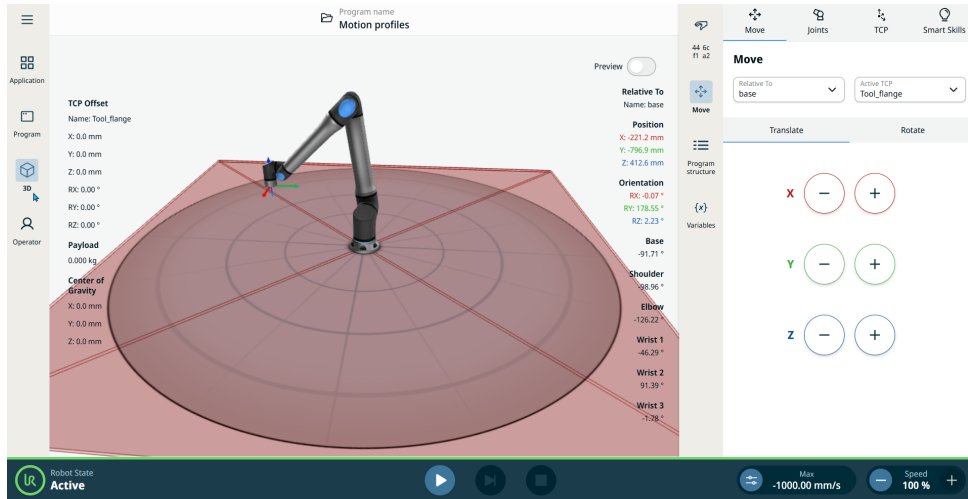 Program name
Motion profiles
Application
Program
3D
Operator
TCP Offset
Name: Tool_flange
X: 0.0 mm
Y: 0.0 mm
Z: 0.0 mm
RX: 0.00 °
RY: 0.00 °
RZ: 0.00 °
Payload
0.000 kg
Center of
Gravity
X: 0.0 mm
Y: 0.0 mm
Z: 0.0 mm
Preview
Relative To
Name: base
Position
X: -221.2 mm
Y: -796.9 mm
Z: 412.6 mm
Orientation
RX: -0.07 °
RY: 178.55 °
RZ: 2.23 °
Base
-91.71 °
Shoulder
-98.96 °
Elbow
-126.22 °
Wrist 1
-46.29 °
Wrist 2
91.39 °
Wrist 3
-1.78 °
44 6c
f1 a2
Move
Program
structure
{x}
Variables
Move
Joints
TCP
Smart Skills
Move
Relative To
base
Active TCP
Tool_flange
Translate
Rotate
X − +
Y − +
Z − +
UR
Robot State
Active
Max
-1000.00 mm/s
Speed
100 %